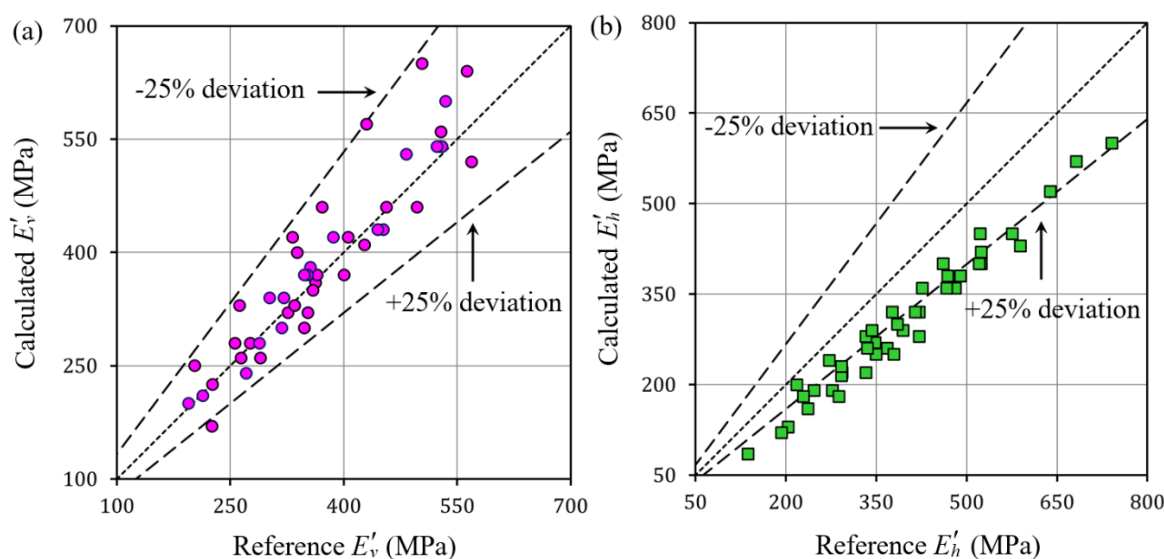 (a)
700
550
400
250
100
Calculated E′v (MPa)
-25% deviation
+25% deviation
100 250 400 550 700
Reference E′v (MPa)
(b)
800
650
500
350
200
50
Calculated E′h (MPa)
-25% deviation
+25% deviation
50 200 350 500 650 800
Reference E′h (MPa)